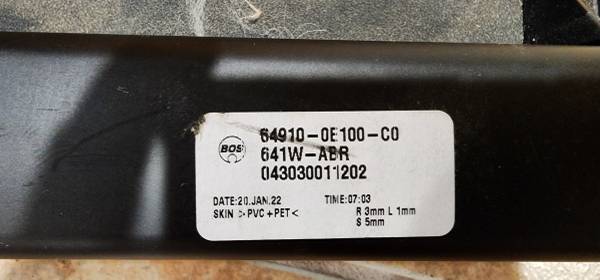 BOS
64910-0E100-C0
641W-ABR
043030011202
DATE:20.JAN.22 TIME:07:03
SKIN >PVC+PET< R 3mm L 1mm
S 5mm